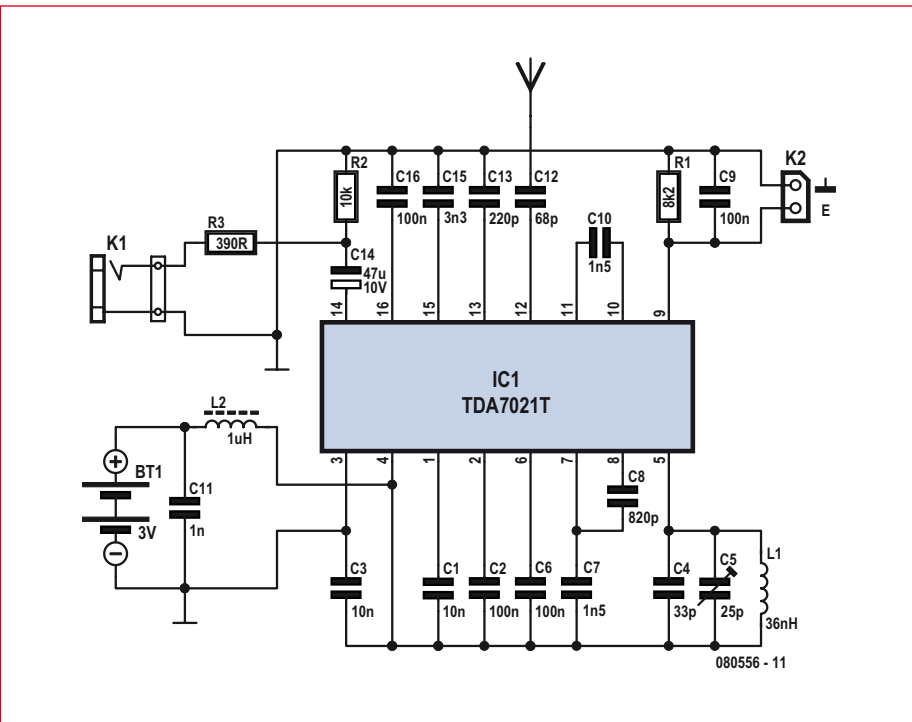 R2
10k
C16
100n
C15
3n3
C13
220p
C12
68p
R1
8k2
C9
100n
K2
E
C10
1n5
R3
390R
K1
C14
47u
10V
14
16
15
13
12
11
10
9
IC1
TDA7021T
L2
1uH
BT1
3V
C11
1n
3
4
1
2
6
7
8
5
C8
820p
C3
10n
C1
10n
C2
100n
C6
100n
C7
1n5
C4
33p
C5
25p
L1
36nH
080556 - 11